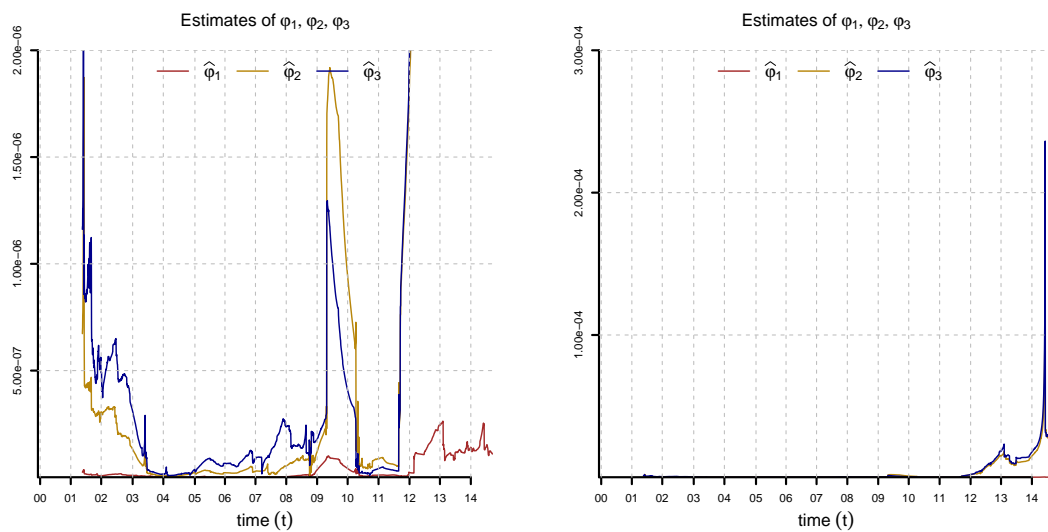 Estimates of φ1, φ2, φ3
φ̂1 φ̂2 φ̂3
2.00e−06
1.50e−06
1.00e−06
5.00e−07
00 01 02 03 04 05 06 07 08 09 10 11 12 13 14
time (t)
Estimates of φ1, φ2, φ3
φ̂1 φ̂2 φ̂3
3.00e−04
2.00e−04
1.00e−04
00 01 02 03 04 05 06 07 08 09 10 11 12 13 14
time (t)